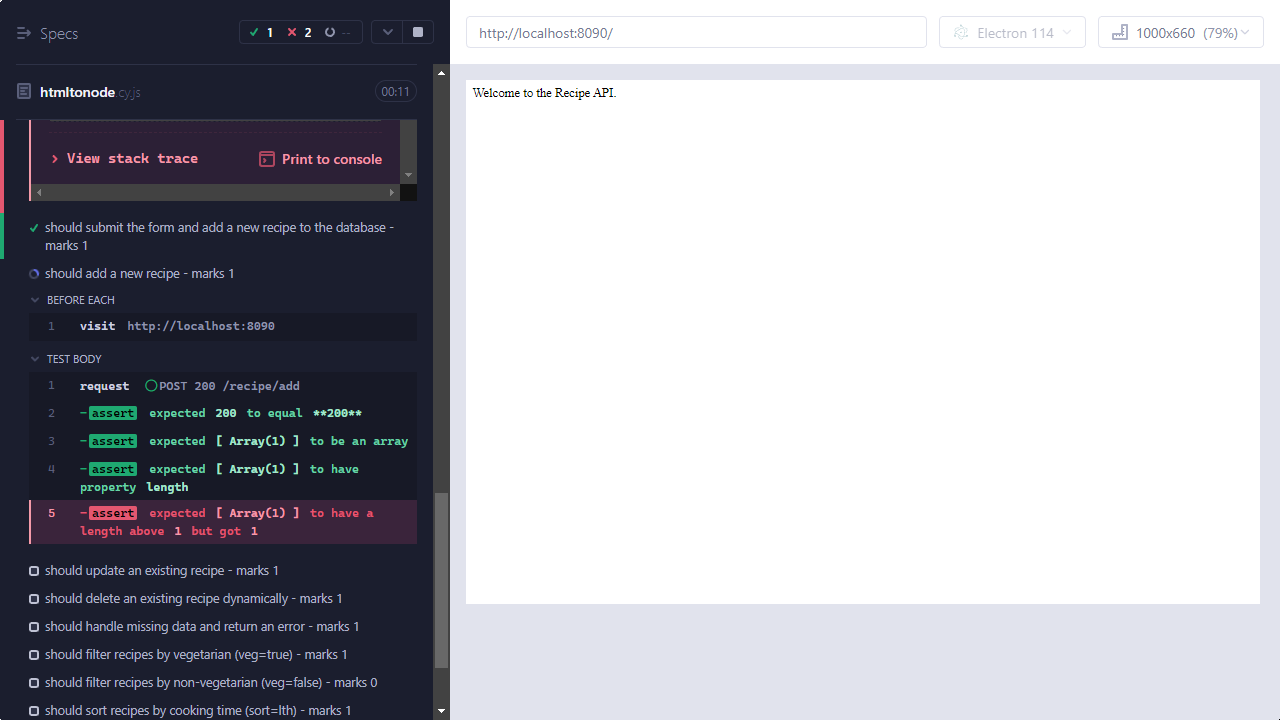 Specs
1
2
--
http://localhost:8090/
Electron 114
1000x660 (79%)
htmltonode.cy.js
00:11
Welcome to the Recipe API.
View stack trace
Print to console
should submit the form and add a new recipe to the database -
marks 1
should add a new recipe - marks 1
BEFORE EACH
1 visit http://localhost:8090
TEST BODY
1 request POST 200 /recipe/add
2 -assert expected 200 to equal **200**
3 -assert expected [ Array(1) ] to be an array
4 -assert expected [ Array(1) ] to have
property length
5 -assert expected [ Array(1) ] to have a
length above 1 but got 1
should update an existing recipe - marks 1
should delete an existing recipe dynamically - marks 1
should handle missing data and return an error - marks 1
should filter recipes by vegetarian (veg=true) - marks 1
should filter recipes by non-vegetarian (veg=false) - marks 0
should sort recipes by cooking time (sort=lth) - marks 1